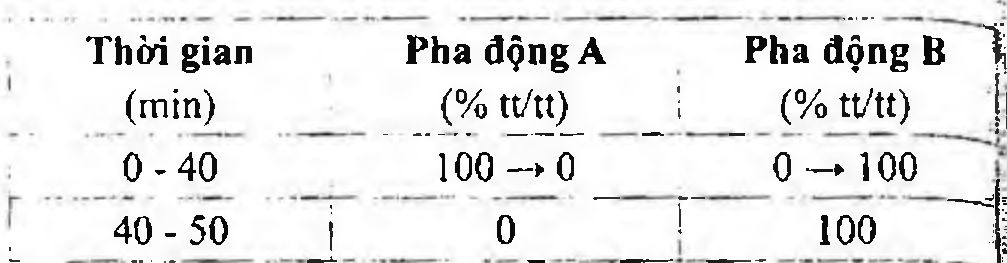 Thời gian Pha động A Pha động B
(min) (% tt/tt) (% tt/tt)
0 - 40 100 → 0 0 → 100
40 - 50 0 100